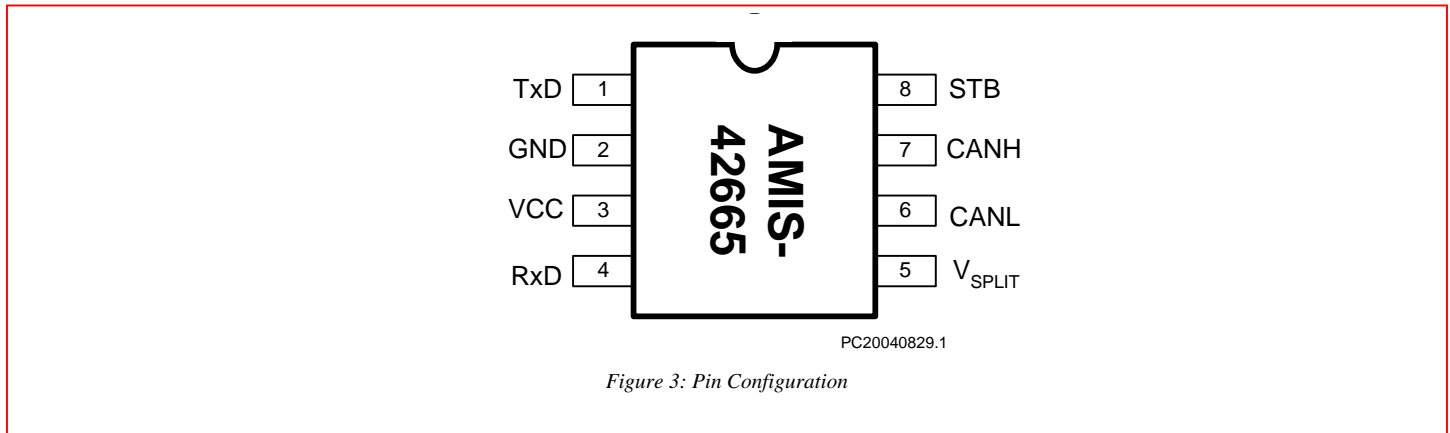 TxD 1 8 STB
GND 2 7 CANH
VCC 3 6 CANL
RxD 4 5 VSPLIT
AMIS-
42665
PC20040829.1
Figure 3: Pin Configuration